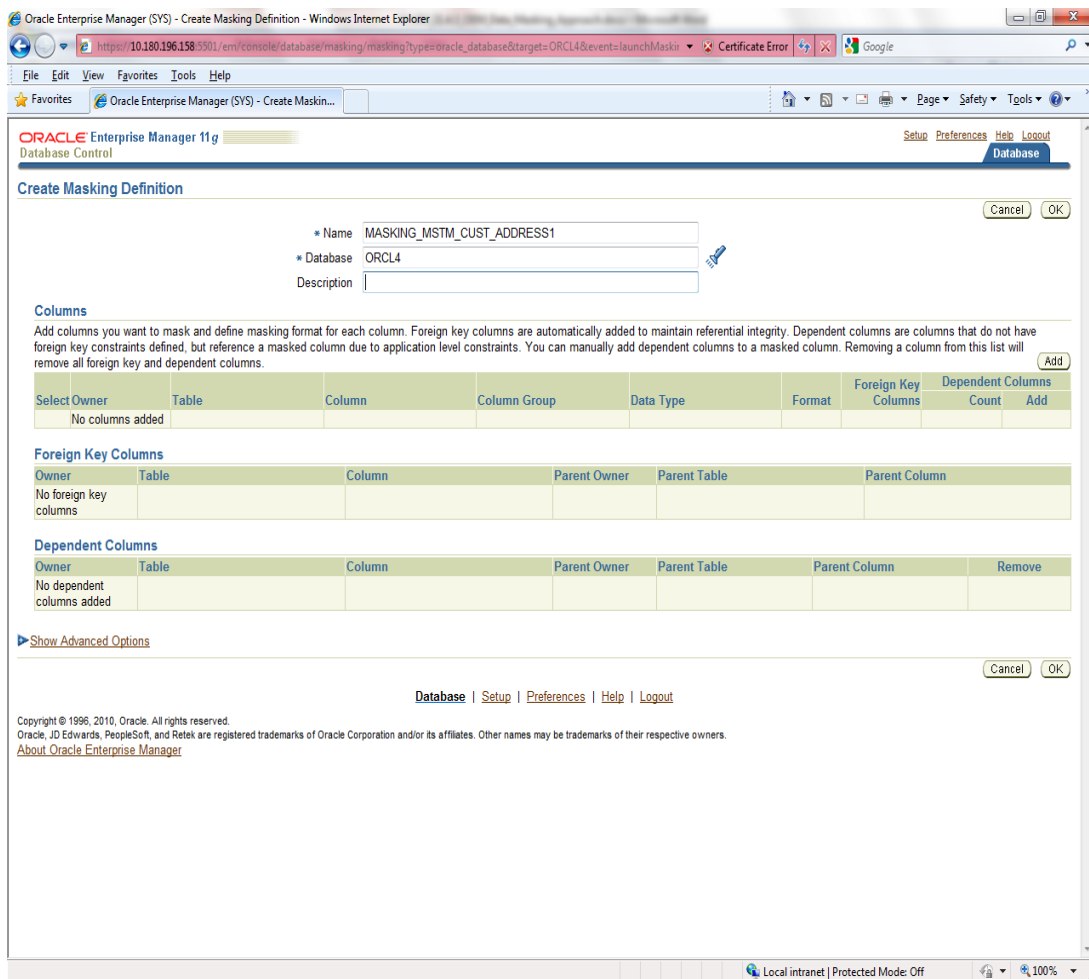 Oracle Enterprise Manager (SYS) - Create Masking Definition - Windows Internet Explorer
https://10.180.196.158:5501/em/console/database/masking/masking?type=oracle_database&target=ORCL4&event=launchMaskir Certificate Error Google
File Edit View Favorites Tools Help
Favorites Oracle Enterprise Manager (SYS) - Create Maskin... Page Safety Tools
ORACLE Enterprise Manager 11g Setup Preferences Help Logout
Database Control Database
Create Masking Definition
Cancel OK
* Name MASKING_MSTM_CUST_ADDRESS1
* Database ORCL4
Description
Columns
Add columns you want to mask and define masking format for each column. Foreign key columns are automatically added to maintain referential integrity. Dependent columns are columns that do not have
foreign key constraints defined, but reference a masked column due to application level constraints. You can manually add dependent columns to a masked column. Removing a column from this list will
remove all foreign key and dependent columns. Add
Select Owner Table Column Column Group Data Type Format Foreign Key Columns Dependent Columns Count Add
No columns added
Foreign Key Columns
Owner Table Column Parent Owner Parent Table Parent Column
No foreign key
columns
Dependent Columns
Owner Table Column Parent Owner Parent Table Parent Column Remove
No dependent
columns added
Show Advanced Options
Cancel OK
Database | Setup | Preferences | Help | Logout
Copyright © 1996, 2010, Oracle. All rights reserved.
Oracle, JD Edwards, PeopleSoft, and Retek are registered trademarks of Oracle Corporation and/or its affiliates. Other names may be trademarks of their respective owners.
About Oracle Enterprise Manager
Local intranet | Protected Mode: Off 100%